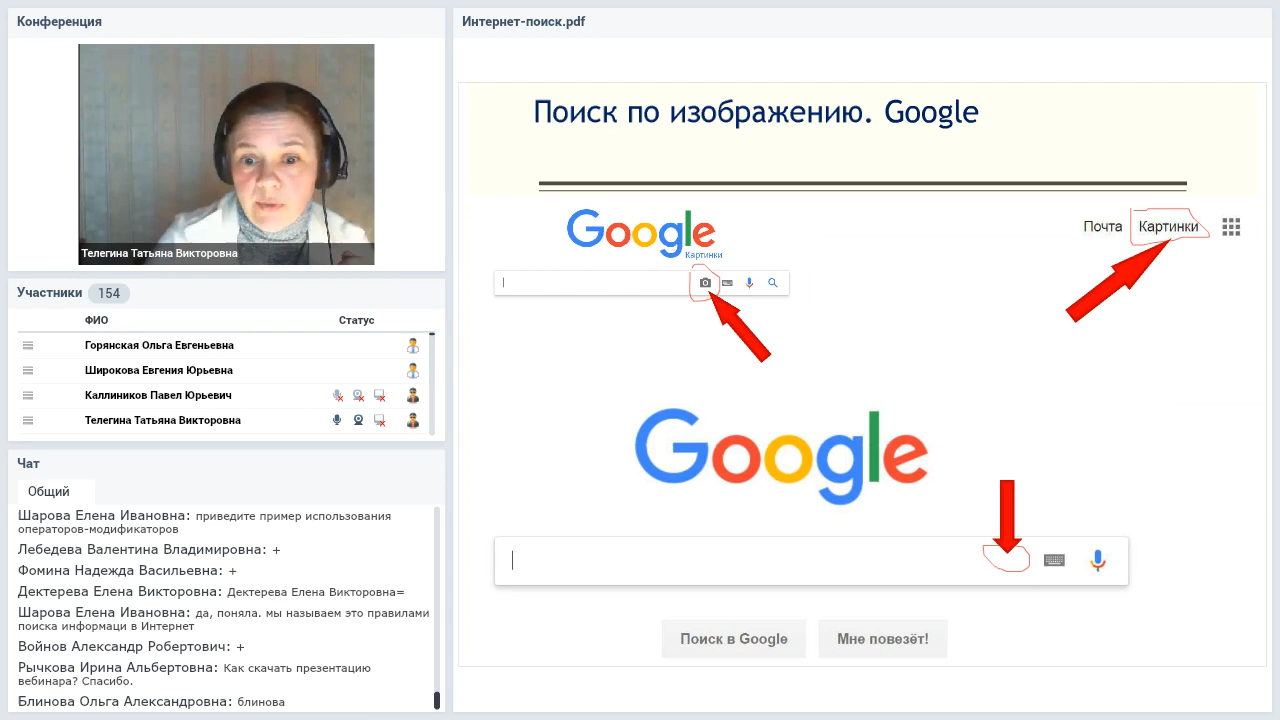 Конференция
Телегина Татьяна Викторовна
Участники 154
ФИО Статус
Горянская Ольга Евгеньевна
Широкова Евгения Юрьевна
Каллиников Павел Юрьевич
Телегина Татьяна Викторовна
Чат
Общий
Шарова Елена Ивановна: приведите пример использования
операторов-модификаторов
Лебедева Валентина Владимировна: +
Фомина Надежда Васильевна: +
Дектерева Елена Викторовна: Дектерева Елена Викторовна=
Шарова Елена Ивановна: да, поняла. мы называем это правилами
поиска информаци в Интернет
Войнов Александр Робертович: +
Рычкова Ирина Альбертовна: Как скачать презентацию
вебинара? Спасибо.
Блинова Ольга Александровна: блинова
Интернет-поиск.pdf
Поиск по изображению. Google
Google
Картинки
Почта Картинки
Google
Поиск в Google Мне повезёт!